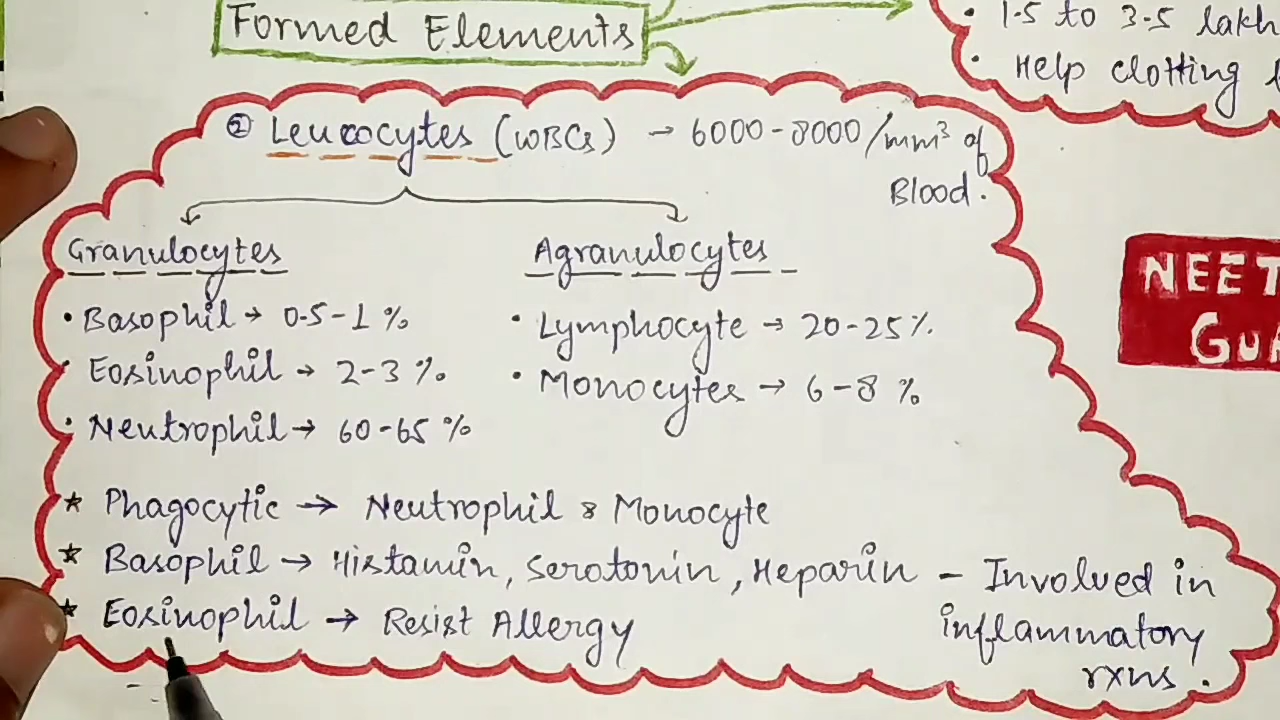 Formed Elements
• 1.5 to 3.5 lakh
• Help clotting
② Leucocytes (WBCs) → 6000-8000/mm³ of
Blood.
Granulocytes
• Basophil → 0.5-1 %
• Eosinophil → 2-3 %
• Neutrophil → 60-65 %
Agranulocytes
• Lymphocyte → 20-25%.
• Monocytes → 6-8 %
★ Phagocytic → Neutrophil & Monocyte
★ Basophil → Histamin, Serotonin, Heparin - Involved in
inflammatory
rxns.
★ Eosinophil → Resist Allergy
NEET